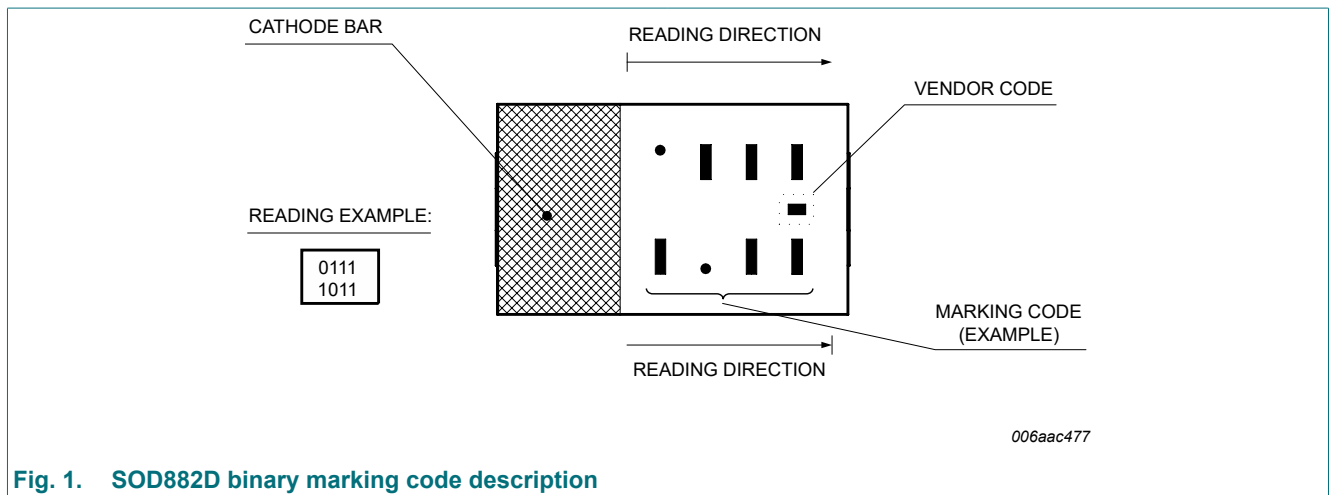 CATHODE BAR
READING DIRECTION
VENDOR CODE
READING EXAMPLE:
0111
1011
MARKING CODE
(EXAMPLE)
READING DIRECTION
006aac477
Fig. 1. SOD882D binary marking code description